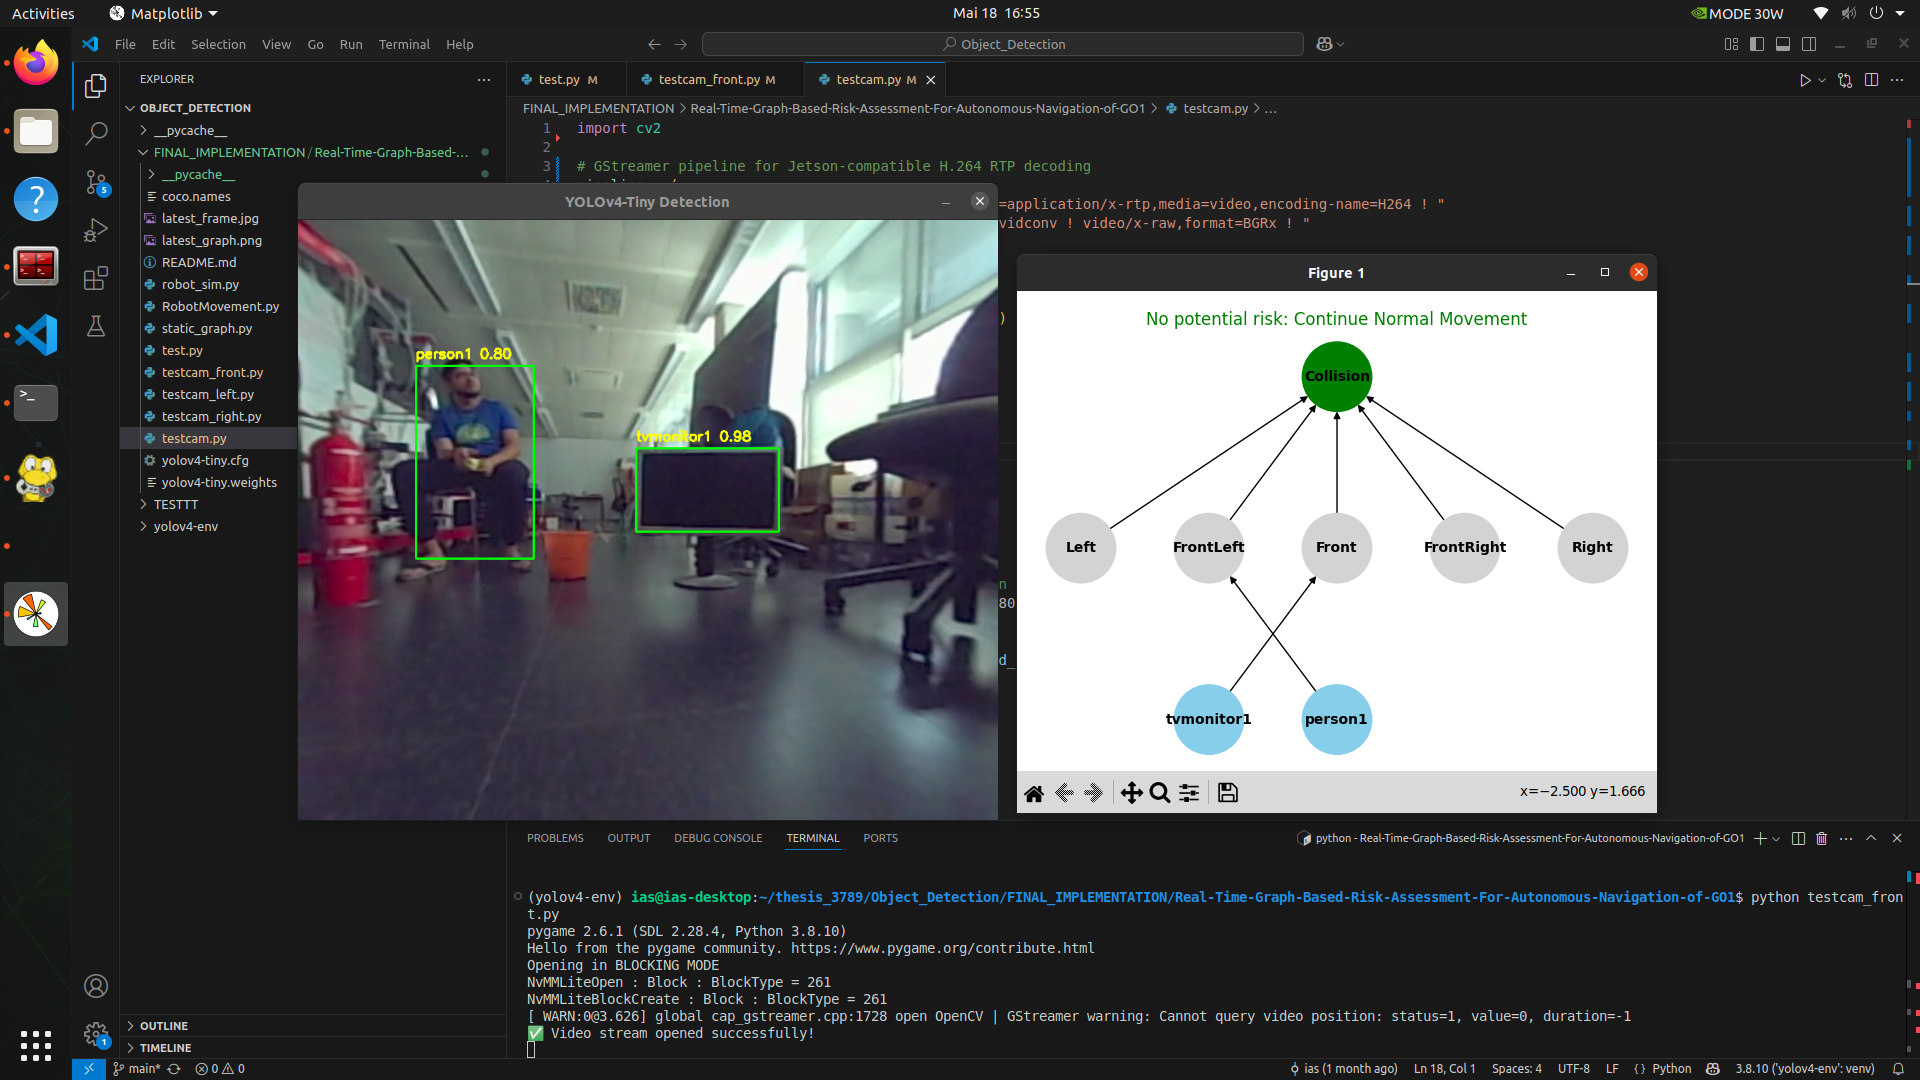 Activities
Matplotlib
Mai 18 16:55
MODE 30W
File Edit Selection View Go Run Terminal Help
Object_Detection
EXPLORER
OBJECT_DETECTION
__pycache__
FINAL_IMPLEMENTATION / Real-Time-Graph-Based-...
__pycache__
coco.names
latest_frame.jpg
latest_graph.png
README.md
robot_sim.py
RobotMovement.py
static_graph.py
test.py
testcam_front.py
testcam_left.py
testcam_right.py
testcam.py
yolov4-tiny.cfg
yolov4-tiny.weights
TESTTT
yolov4-env
OUTLINE
TIMELINE
5
1
test.py M
testcam_front.py M
testcam.py M
FINAL_IMPLEMENTATION > Real-Time-Graph-Based-Risk-Assessment-For-Autonomous-Navigation-of-GO1 > testcam.py > ...
1 import cv2
2
3 # GStreamer pipeline for Jetson-compatible H.264 RTP decoding
=application/x-rtp,media=video,encoding-name=H264 ! "
vidconv ! video/x-raw,format=BGRx ! "
)
n
80
d_
YOLOv4-Tiny Detection
person1 0.80
tvmonitor1 0.98
Figure 1
No potential risk: Continue Normal Movement
Collision
Left
FrontLeft
Front
FrontRight
Right
tvmonitor1
person1
x=−2.500 y=1.666
PROBLEMS OUTPUT DEBUG CONSOLE TERMINAL PORTS
python - Real-Time-Graph-Based-Risk-Assessment-For-Autonomous-Navigation-of-GO1
(yolov4-env) ias@ias-desktop:~/thesis_3789/Object_Detection/FINAL_IMPLEMENTATION/Real-Time-Graph-Based-Risk-Assessment-For-Autonomous-Navigation-of-GO1$ python testcam_fron
t.py
pygame 2.6.1 (SDL 2.28.4, Python 3.8.10)
Hello from the pygame community. https://www.pygame.org/contribute.html
Opening in BLOCKING MODE
NvMMLiteOpen : Block : BlockType = 261
NvMMLiteBlockCreate : Block : BlockType = 261
[ WARN:0@3.626] global cap_gstreamer.cpp:1728 open OpenCV | GStreamer warning: Cannot query video position: status=1, value=0, duration=-1
✅ Video stream opened successfully!
main*
0 0
ias (1 month ago)
Ln 18, Col 1
Spaces: 4
UTF-8
LF
{ } Python
3.8.10 ('yolov4-env': venv)